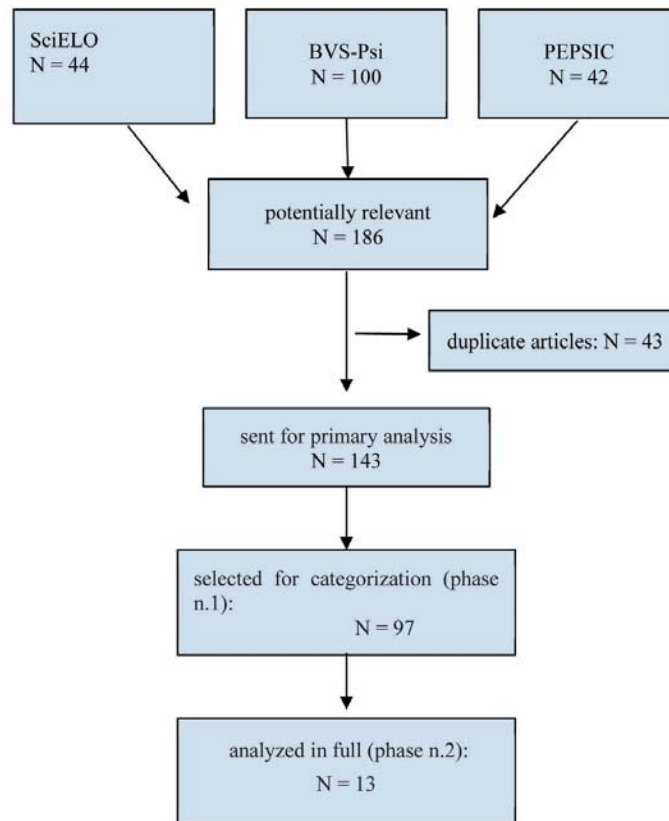 SciELO
N = 44
BVS-Psi
N = 100
PEPSIC
N = 42
potentially relevant
N = 186
duplicate articles: N = 43
sent for primary analysis
N = 143
selected for categorization (phase
n.1):
N = 97
analyzed in full (phase n.2):
N = 13